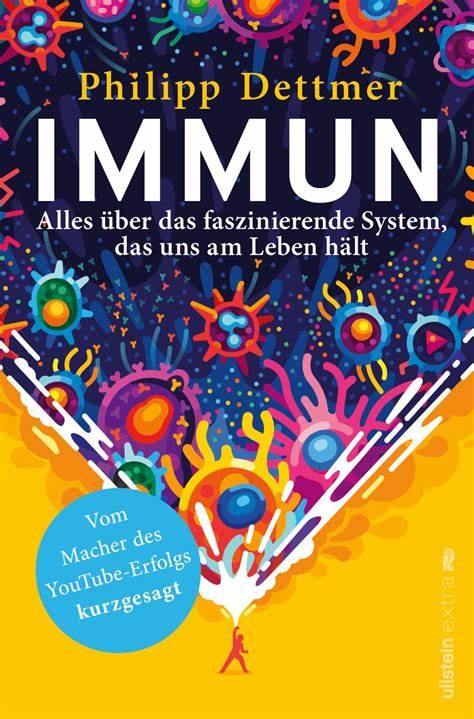 Philipp Dettmer
IMMUN
Alles über das faszinierende System,
das uns am Leben hält
Vom
Macher des
YouTube-Erfolgs
kurzgesagt
ullstein extra